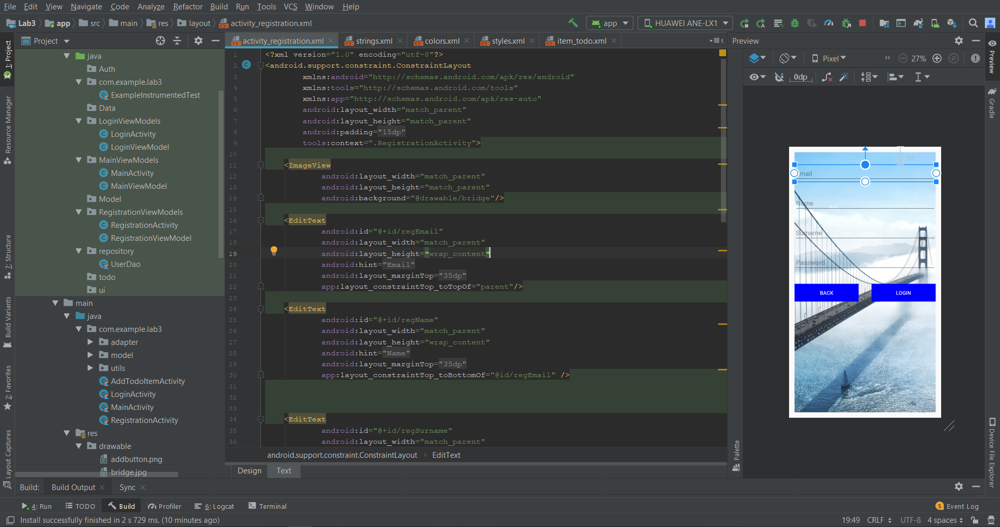 File Edit View Navigate Code Analyze Refactor Build Run Tools VCS Window Help
Lab3 app src main res layout activity_registration.xml app HUAWEI ANE-LX1
Project activity_registration.xml strings.xml colors.xml styles.xml item_todo.xml 5 Preview
1: Project
Resource Manager
7: Structure
Build Variants
2: Favorites
Layout Captures
java
Auth
com.example.lab3
ExampleInstrumentedTest
Data
LoginViewModels
LoginActivity
LoginViewModel
MainViewModels
MainActivity
MainViewModel
Model
RegistrationViewModels
RegistrationActivity
RegistrationViewModel
repository
UserDao
todo
ui
main
java
com.example.lab3
adapter
model
utils
AddTodoItemActivity
LoginActivity
MainActivity
RegistrationActivity
res
drawable
addbutton.png
bridge.jpg
1 <?xml version="1.0" encoding="utf-8"?>
2 <android.support.constraint.ConstraintLayout
3 xmlns:android="http://schemas.android.com/apk/res/android"
4 xmlns:tools="http://schemas.android.com/tools"
5 xmlns:app="http://schemas.android.com/apk/res-auto"
6 android:layout_width="match_parent"
7 android:layout_height="match_parent"
8 android:padding="15dp"
9 tools:context=".RegistrationActivity">
10
11 <ImageView
12 android:layout_width="match_parent"
13 android:layout_height="match_parent"
14 android:background="@drawable/bridge"/>
15
16 <EditText
17 android:id="@+id/regEmail"
18 android:layout_width="match_parent"
19 android:layout_height="wrap_content"
20 android:hint="Email"
21 android:layout_marginTop="35dp"
22 app:layout_constraintTop_toTopOf="parent"/>
23
24 <EditText
25 android:id="@+id/regName"
26 android:layout_width="match_parent"
27 android:layout_height="wrap_content"
28 android:hint="Name"
29 android:layout_marginTop="35dp"
30 app:layout_constraintTop_toBottomOf="@id/regEmail" />
31
32
33
34 <EditText
35 android:id="@+id/regSurname"
36 android:layout_width="match_parent"
android.support.constraint.ConstraintLayout › EditText
Design Text
Pixel 27%
0dp
35
mail
Name
Surname
Password
BACK LOGIN
Palette
Preview
Gradle
Device File Explorer
Build: Build Output Sync
4: Run TODO Build Profiler 6: Logcat Terminal 5 Event Log
Install successfully finished in 2 s 729 ms. (10 minutes ago) 19:49 CRLF UTF-8 4 spaces